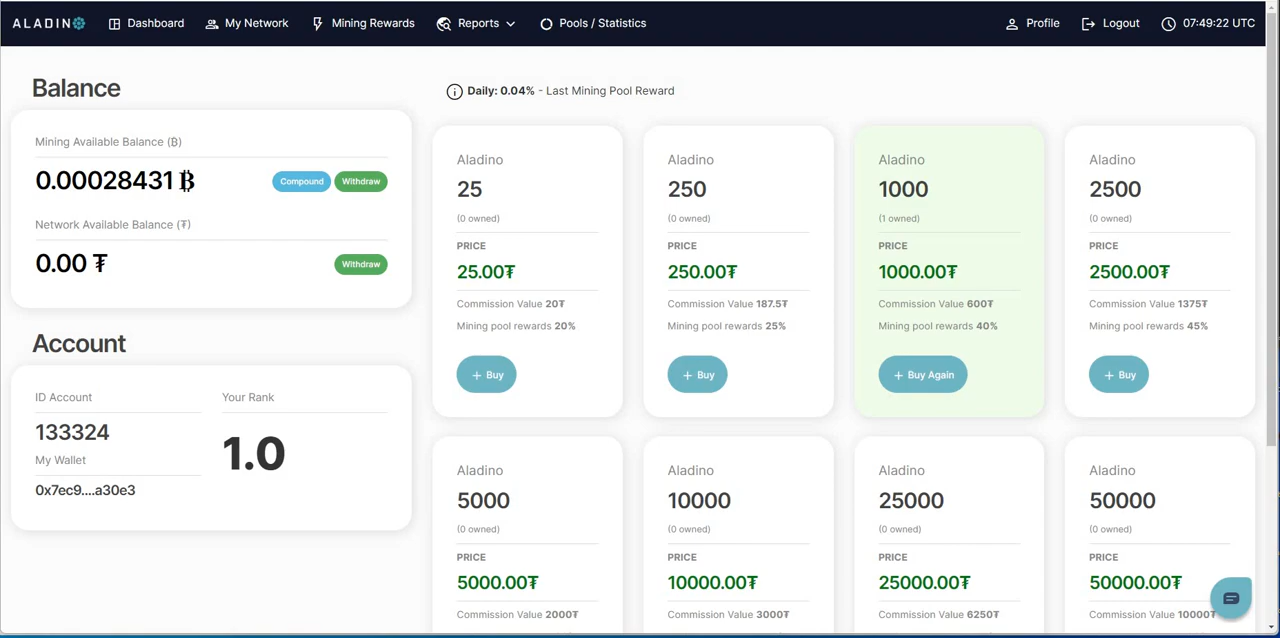 ALADINO
Dashboard
My Network
Mining Rewards
Reports
Pools / Statistics
Profile
Logout
07:49:22 UTC
Balance
Mining Available Balance (₿)
0.00028431 ₿
Compound
Withdraw
Network Available Balance (₮)
0.00 ₮
Withdraw
Account
ID Account
133324
My Wallet
0x7ec9....a30e3
Your Rank
1.0
Daily: 0.04% - Last Mining Pool Reward
Aladino
25
(0 owned)
PRICE
25.00₮
Commission Value 20₮
Mining pool rewards 20%
+ Buy
Aladino
250
(0 owned)
PRICE
250.00₮
Commission Value 187.5₮
Mining pool rewards 25%
+ Buy
Aladino
1000
(1 owned)
PRICE
1000.00₮
Commission Value 600₮
Mining pool rewards 40%
+ Buy Again
Aladino
2500
(0 owned)
PRICE
2500.00₮
Commission Value 1375₮
Mining pool rewards 45%
+ Buy
Aladino
5000
(0 owned)
PRICE
5000.00₮
Commission Value 2000₮
Aladino
10000
(0 owned)
PRICE
10000.00₮
Commission Value 3000₮
Aladino
25000
(0 owned)
PRICE
25000.00₮
Commission Value 6250₮
Aladino
50000
(0 owned)
PRICE
50000.00₮
Commission Value 10000₮